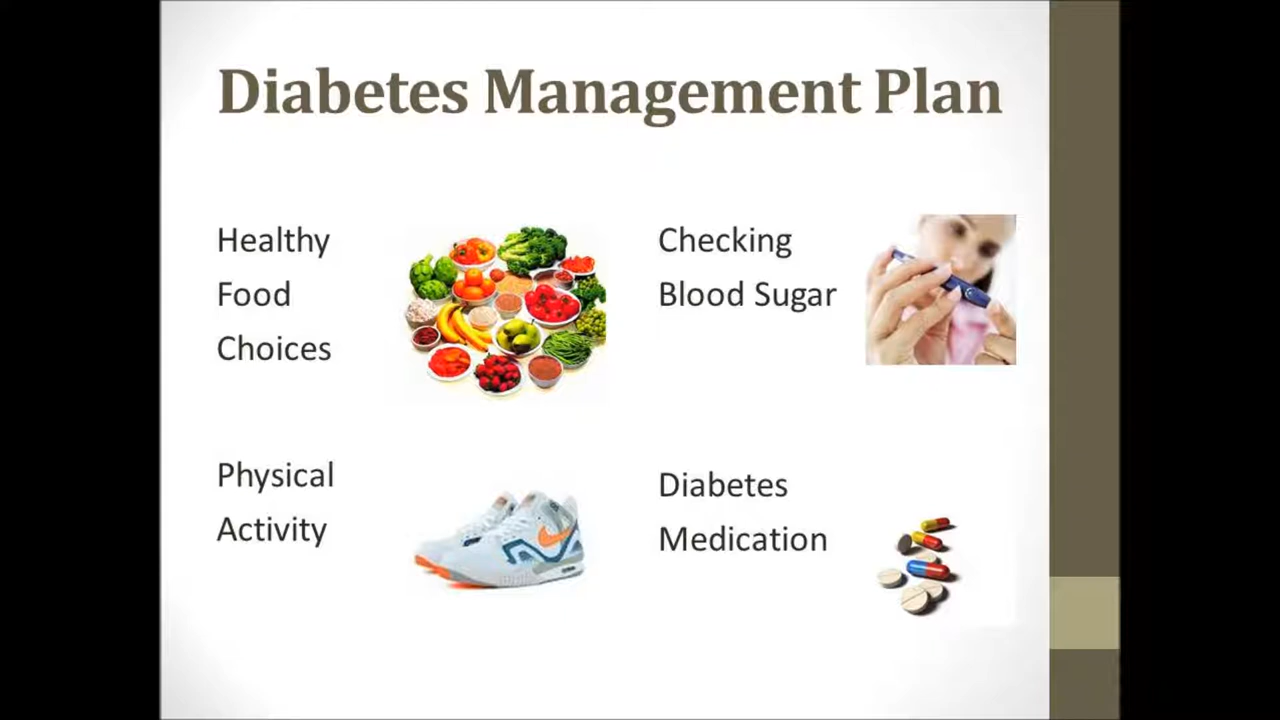 Diabetes Management Plan
Healthy
Food
Choices
Checking
Blood Sugar
Physical
Activity
Diabetes
Medication